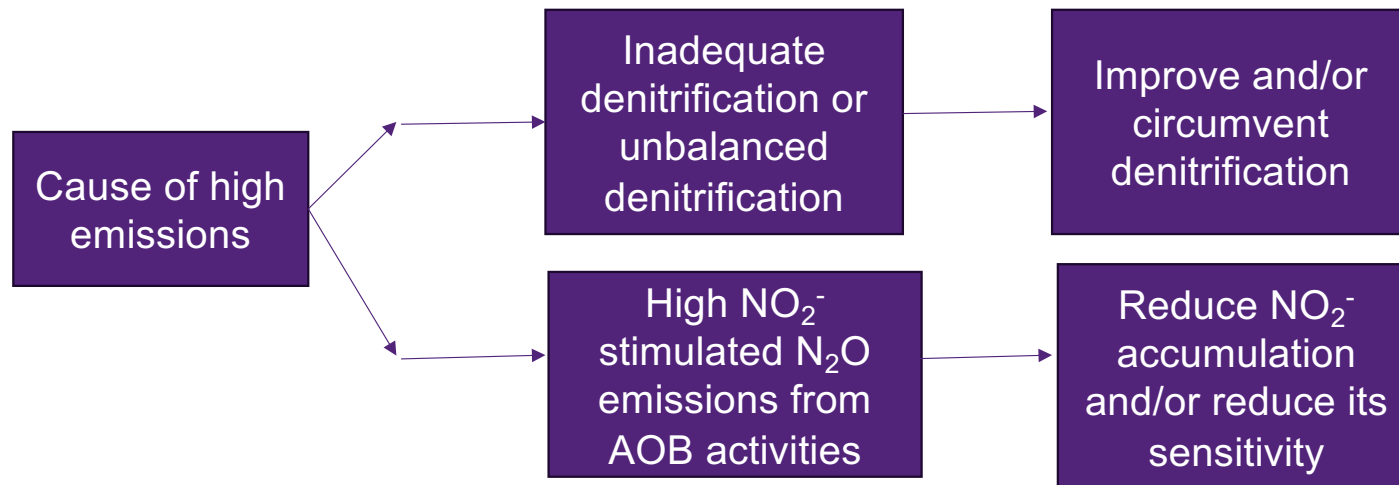 Cause of high
emissions
Inadequate
denitrification or
unbalanced
denitrification
Improve and/or
circumvent
denitrification
High NO₂⁻
stimulated N₂O
emissions from
AOB activities
Reduce NO₂⁻
accumulation
and/or reduce its
sensitivity